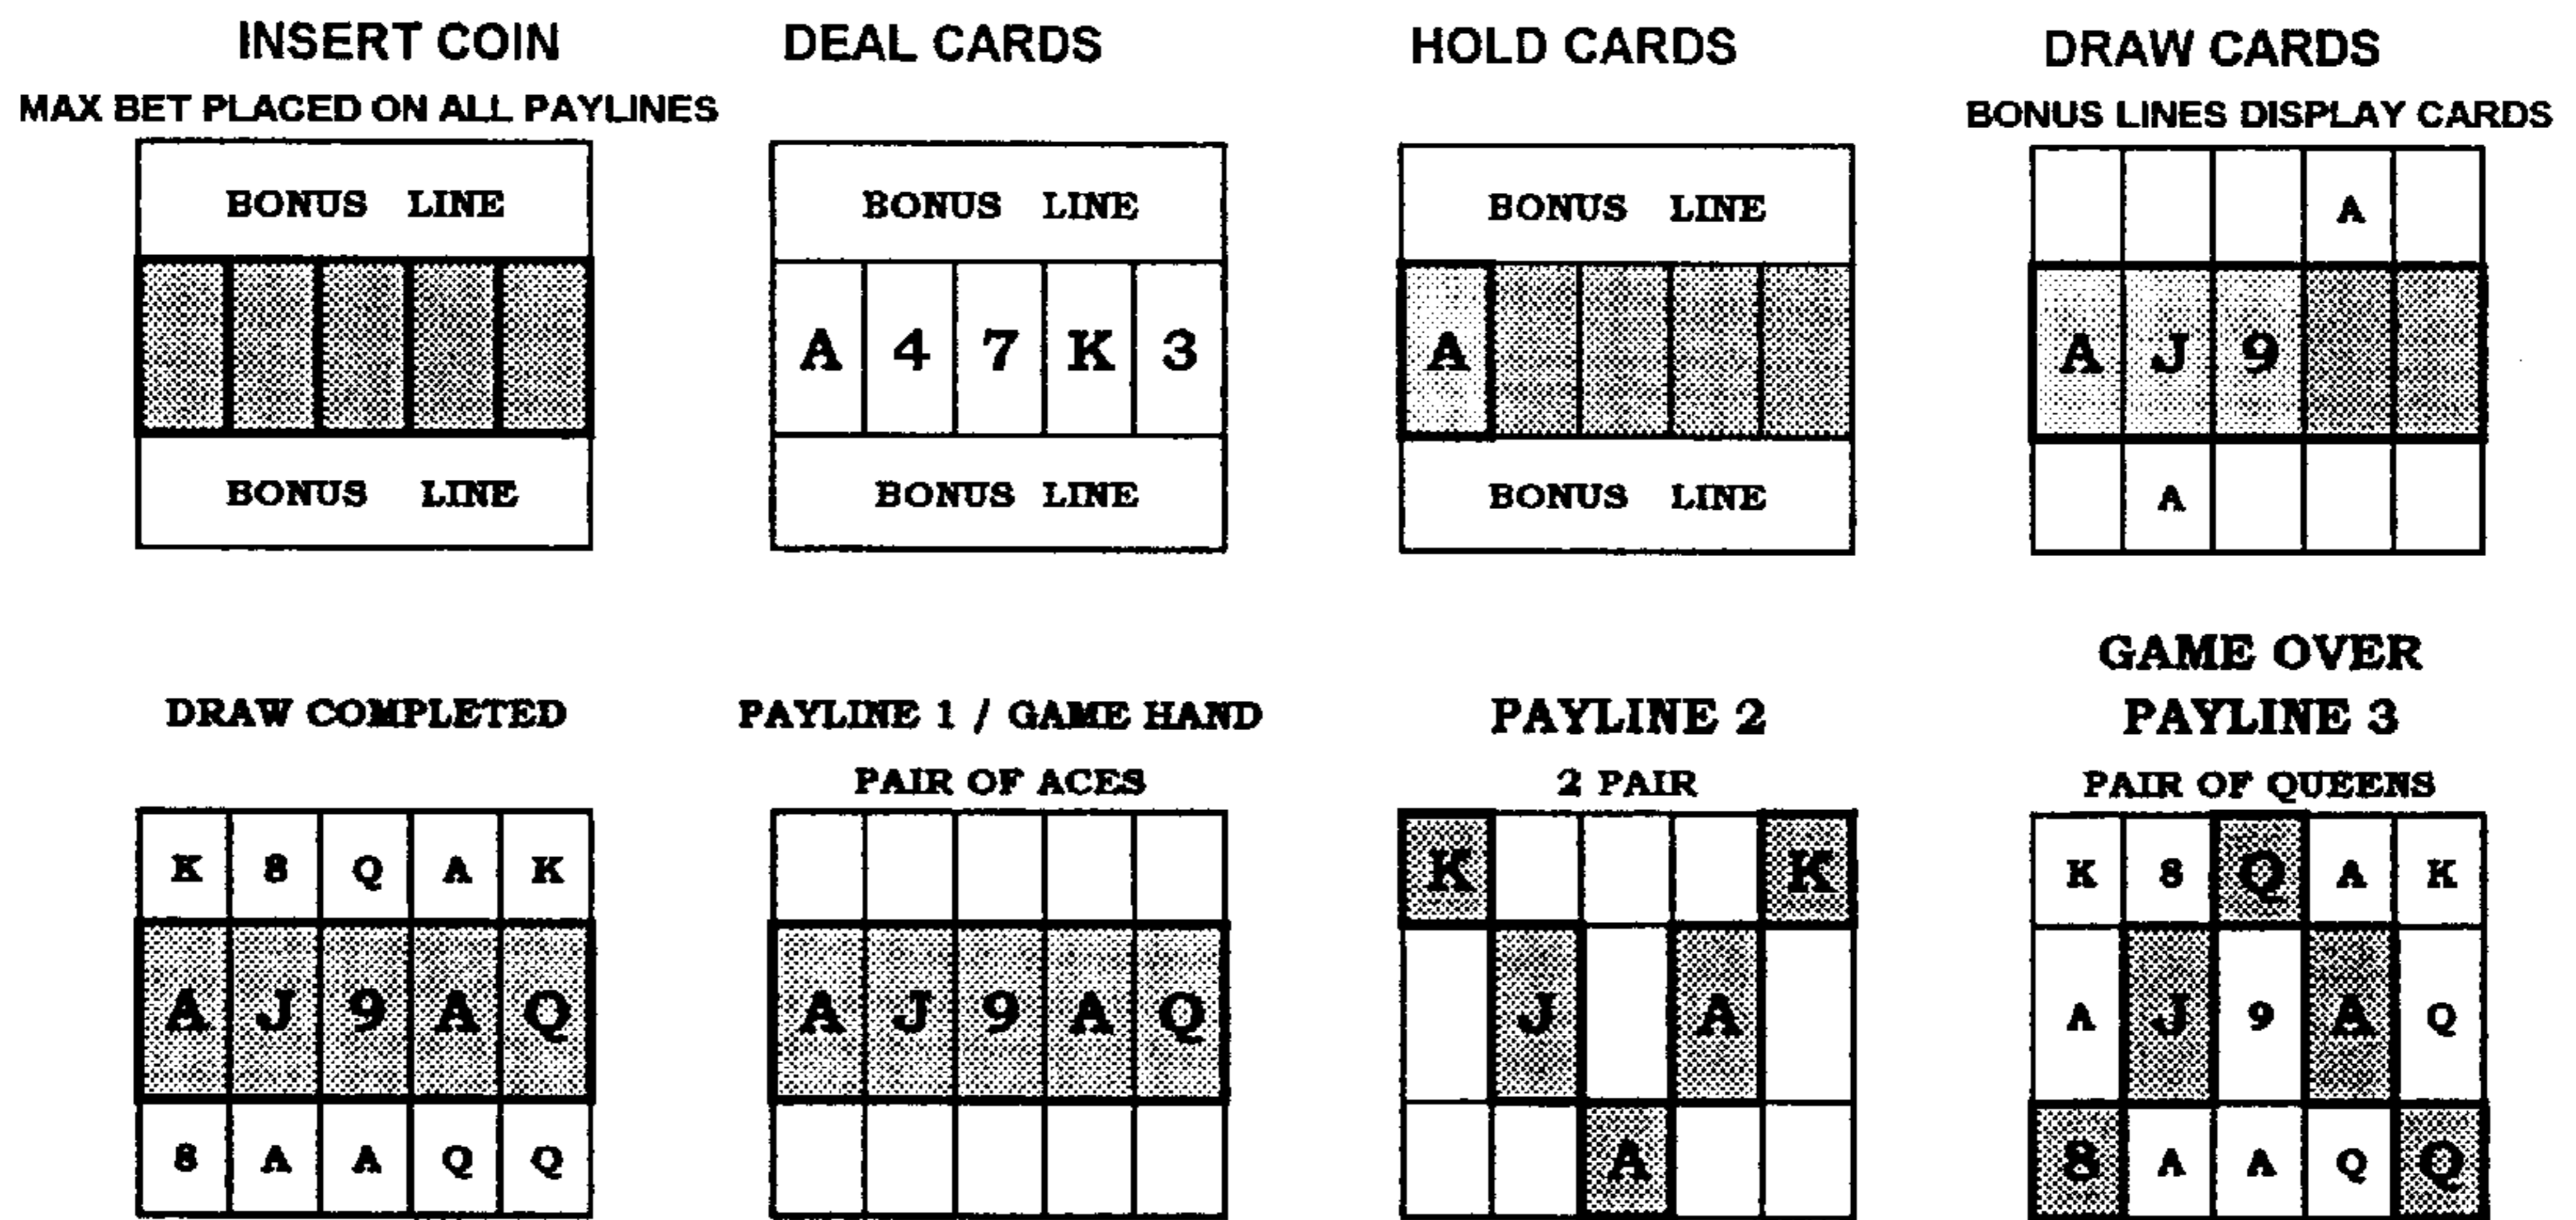 INSERT COIN
MAX BET PLACED ON ALL PAYLINES
BONUS LINE
BONUS LINE
DEAL CARDS
BONUS LINE
A 4 7 K 3
BONUS LINE
HOLD CARDS
BONUS LINE
A
BONUS LINE
DRAW CARDS
BONUS LINES DISPLAY CARDS
A
A J 9
A
DRAW COMPLETED
K 8 Q A K
A J 9 A Q
8 A A Q Q
PAYLINE 1 / GAME HAND
PAIR OF ACES
A J 9 A Q
PAYLINE 2
2 PAIR
K K
J A
A
GAME OVER
PAYLINE 3
PAIR OF QUEENS
K 8 Q A K
A J 9 A Q
8 A A Q Q